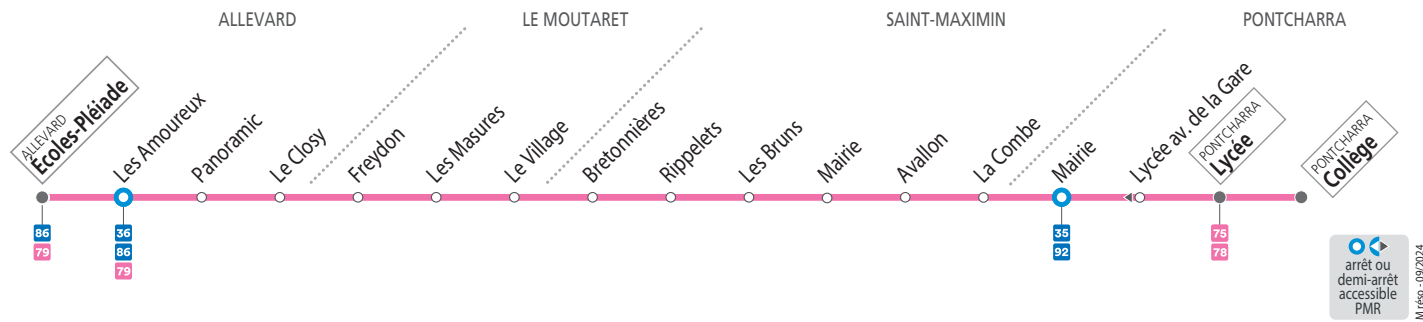 ALLEVARD
LE MOUTARET
SAINT-MAXIMIN
PONTCHARRA
ALLEVARD
Écoles-Pléiade
Les Amoureux
Panoramic
Le Closy
Freydon
Les Masures
Le Village
Bretonnières
Rippelets
Les Bruns
Mairie
Avallon
La Combe
Mairie
Lycée av. de la Gare
PONTCHARRA
Lycée
PONTCHARRA
Collège
86
79
36
86
79
35
92
75
78
arrêt ou
demi-arrêt
accessible
PMR
M réso - 09/2024